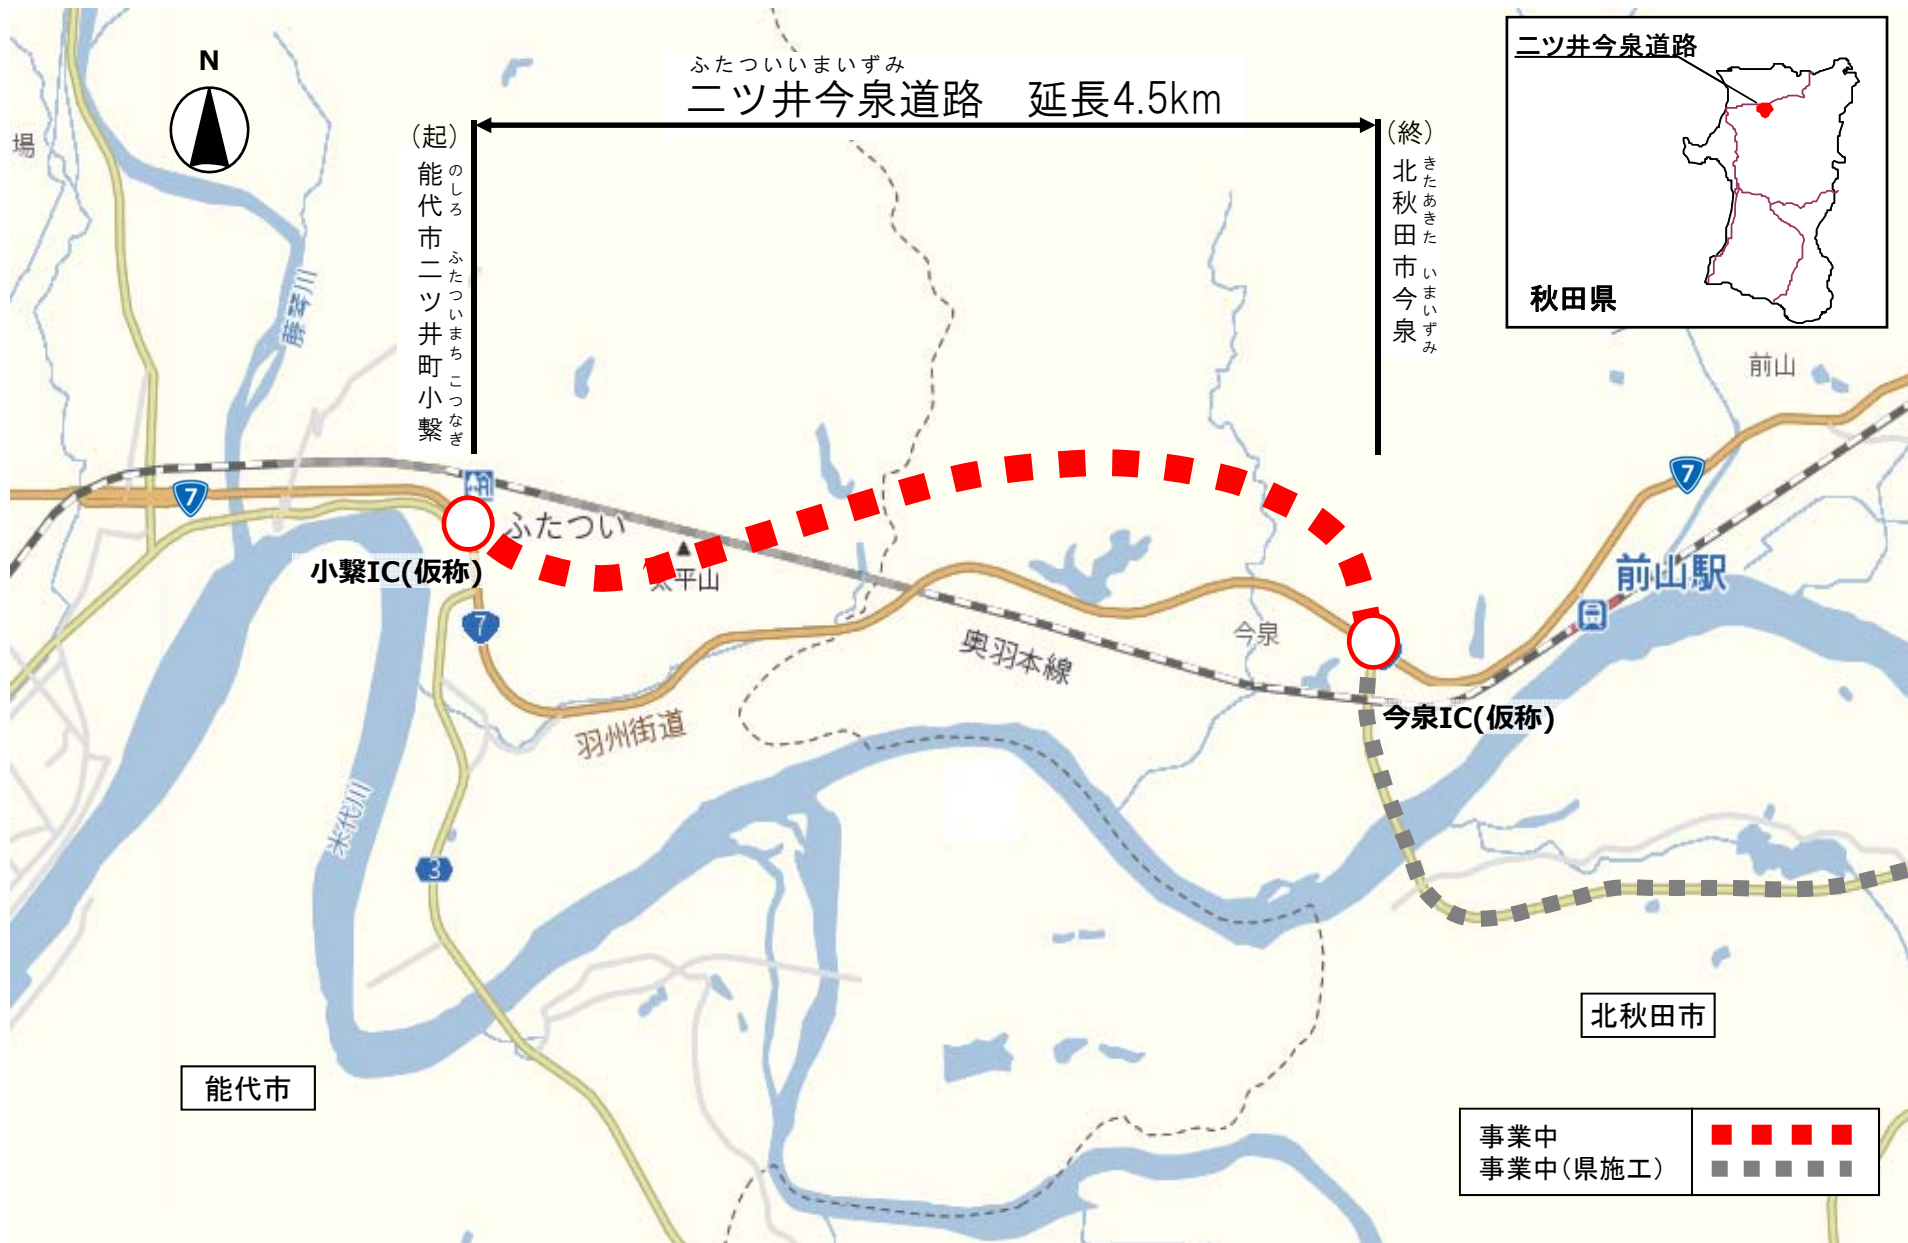 ふたついいまいずみ
二ツ井今泉道路　延長4.5km
N
場
(起)
能代市二ツ井町小繋
のしろ ふたついまち こつなぎ
(終)
北秋田市今泉
きたあきた いまいずみ
二ツ井今泉道路
秋田県
藤琴川
前山
7
7
ふたつい
小繋IC(仮称)
太平山
7
前山駅
今泉
奥羽本線
今泉IC(仮称)
羽州街道
米代川
3
北秋田市
能代市
事業中
事業中(県施工)